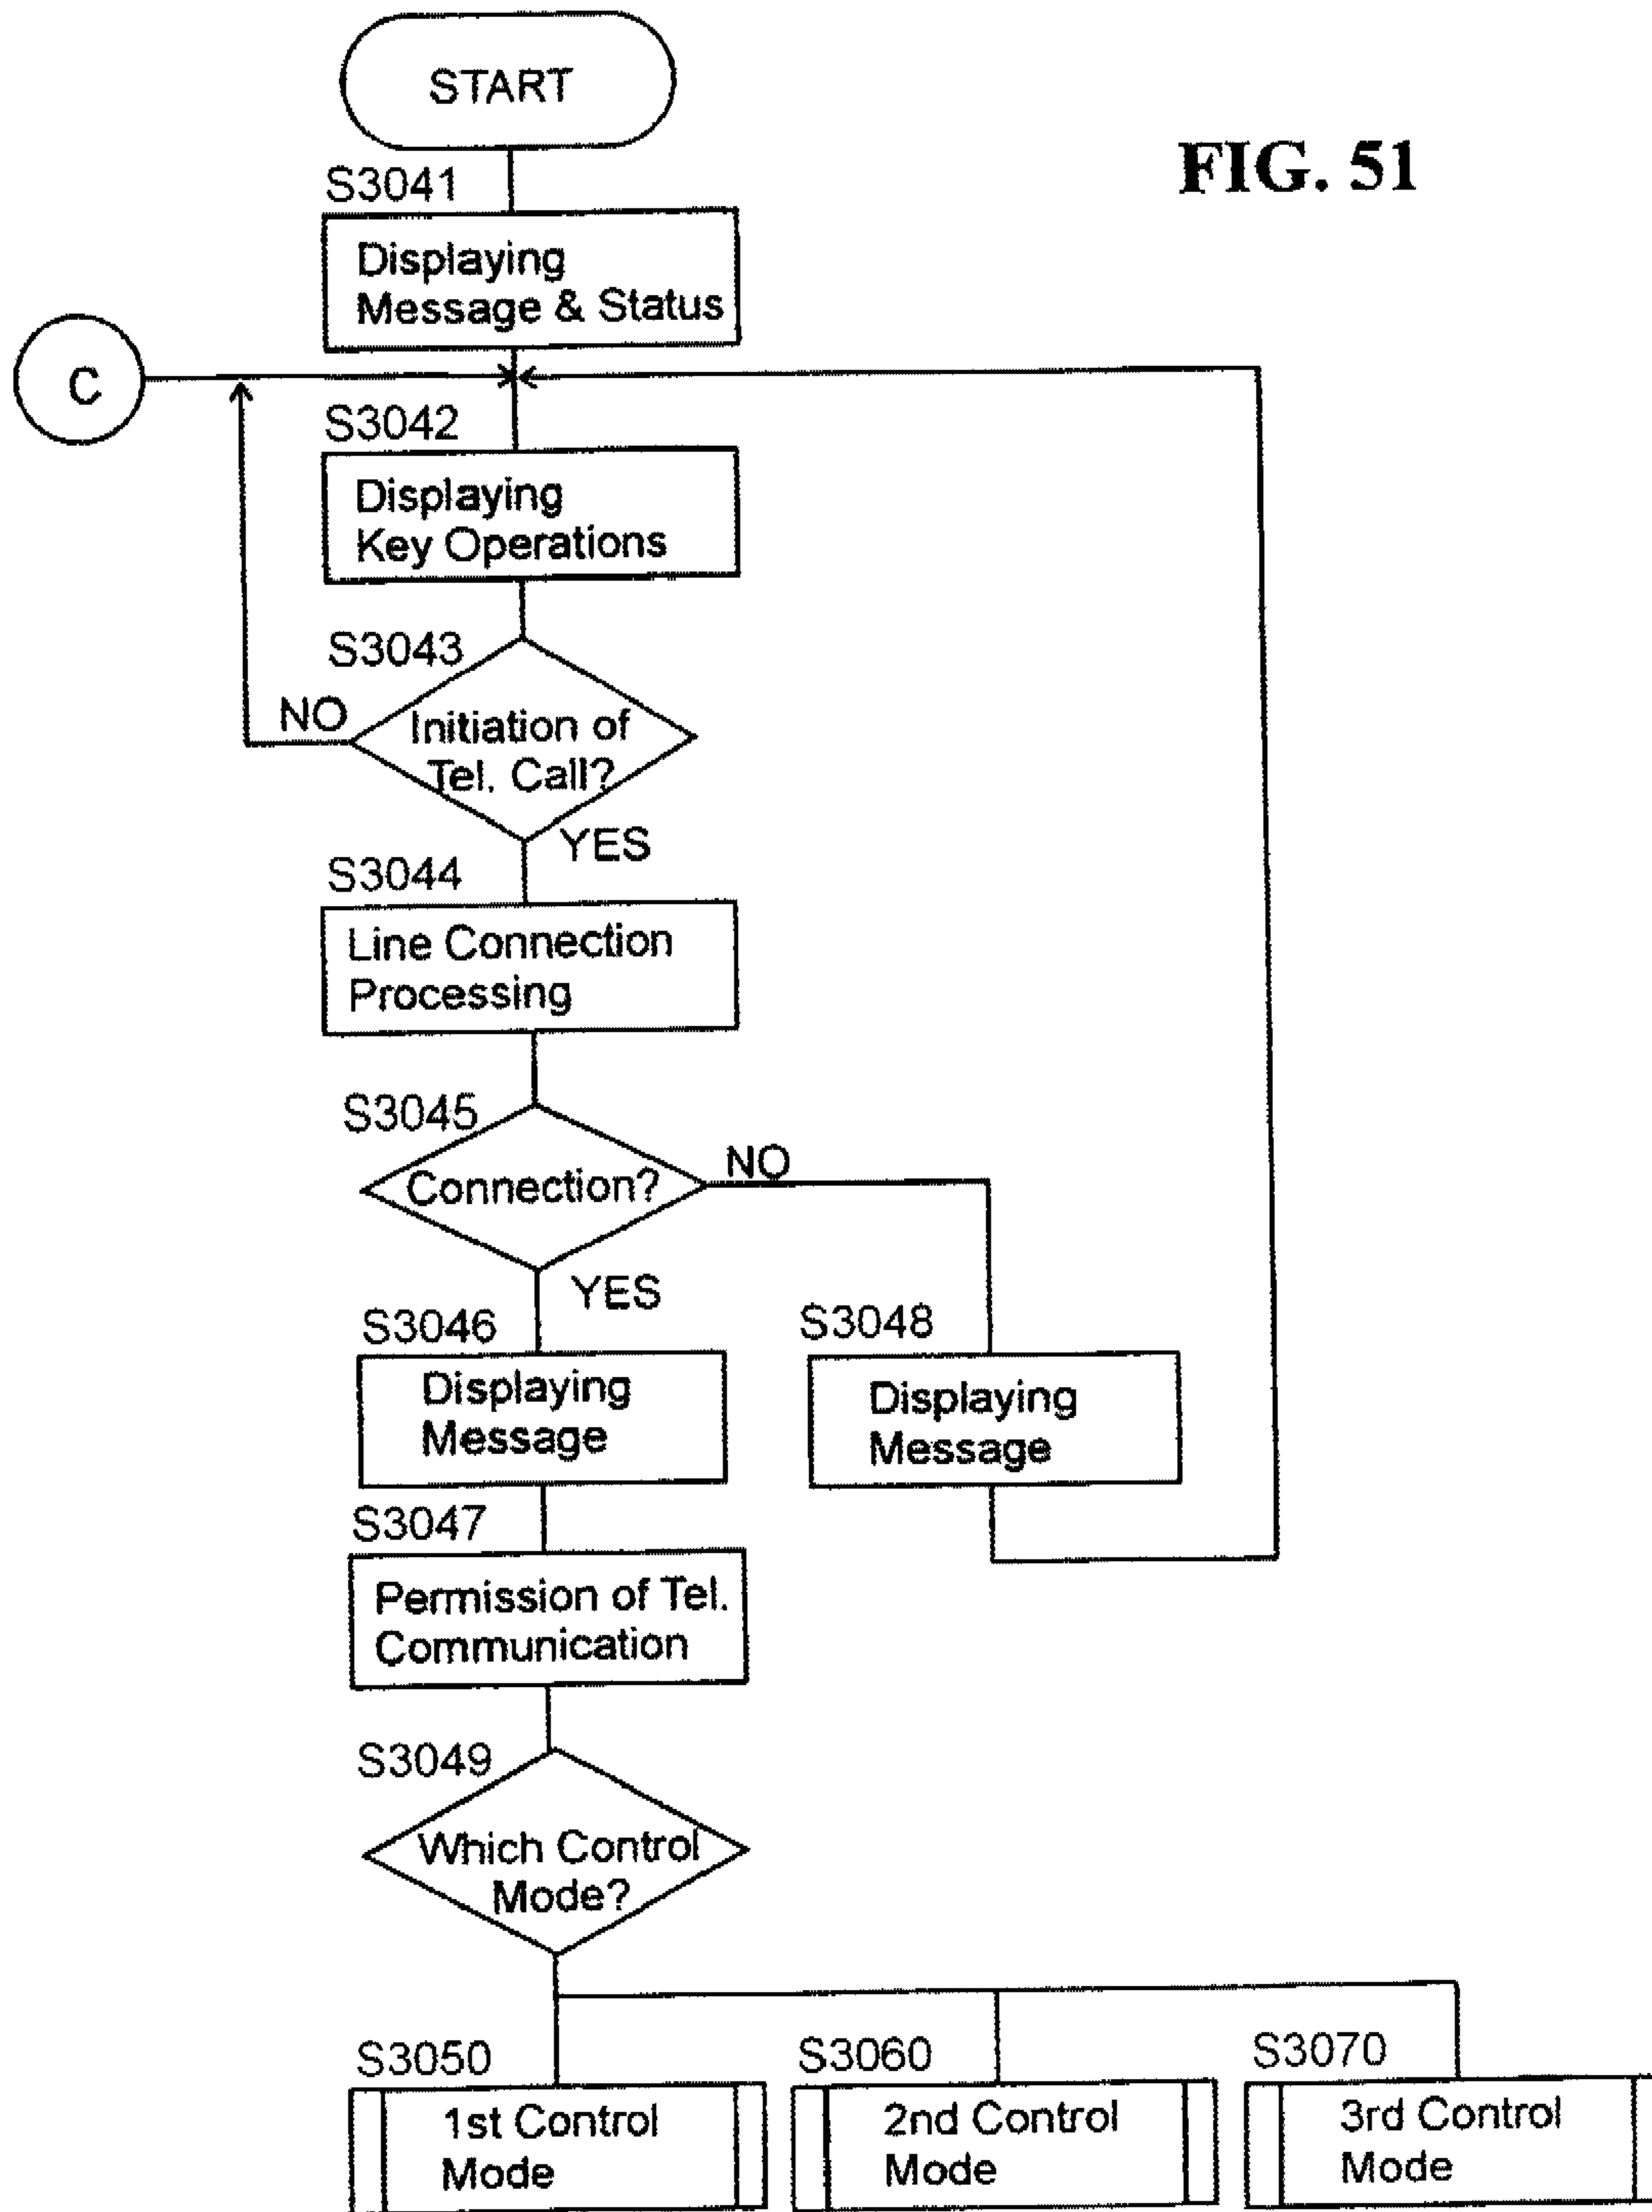 START
FIG. 51
S3041
Displaying
Message & Status
C
S3042
Displaying
Key Operations
S3043
NO
Initiation of
Tel. Call?
YES
S3044
Line Connection
Processing
S3045
NO
Connection?
YES
S3046
Displaying
Message
S3048
Displaying
Message
S3047
Permission of Tel.
Communication
S3049
Which Control
Mode?
S3050
1st Control
Mode
S3060
2nd Control
Mode
S3070
3rd Control
Mode